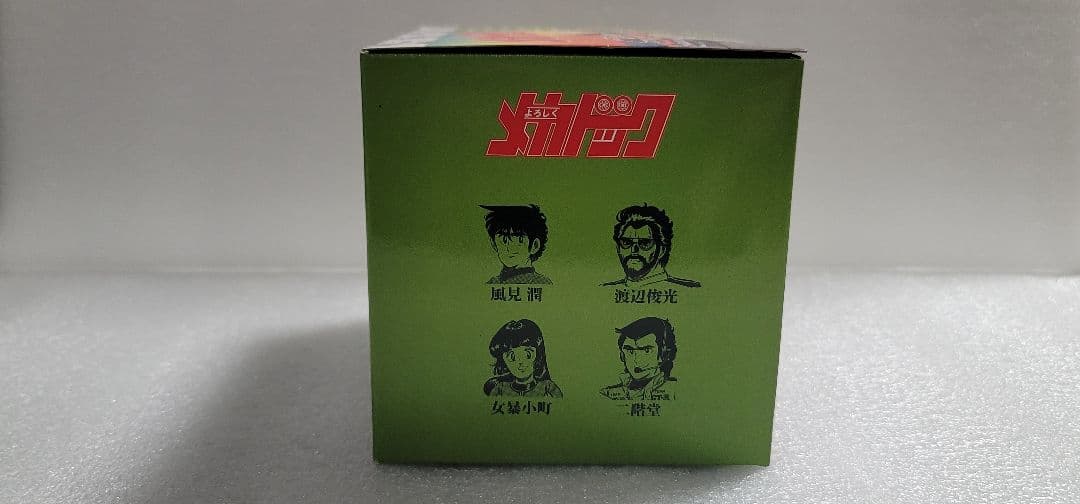 よろしく
メカドック
風見 潤
渡辺俊光
女暴小町
二階堂